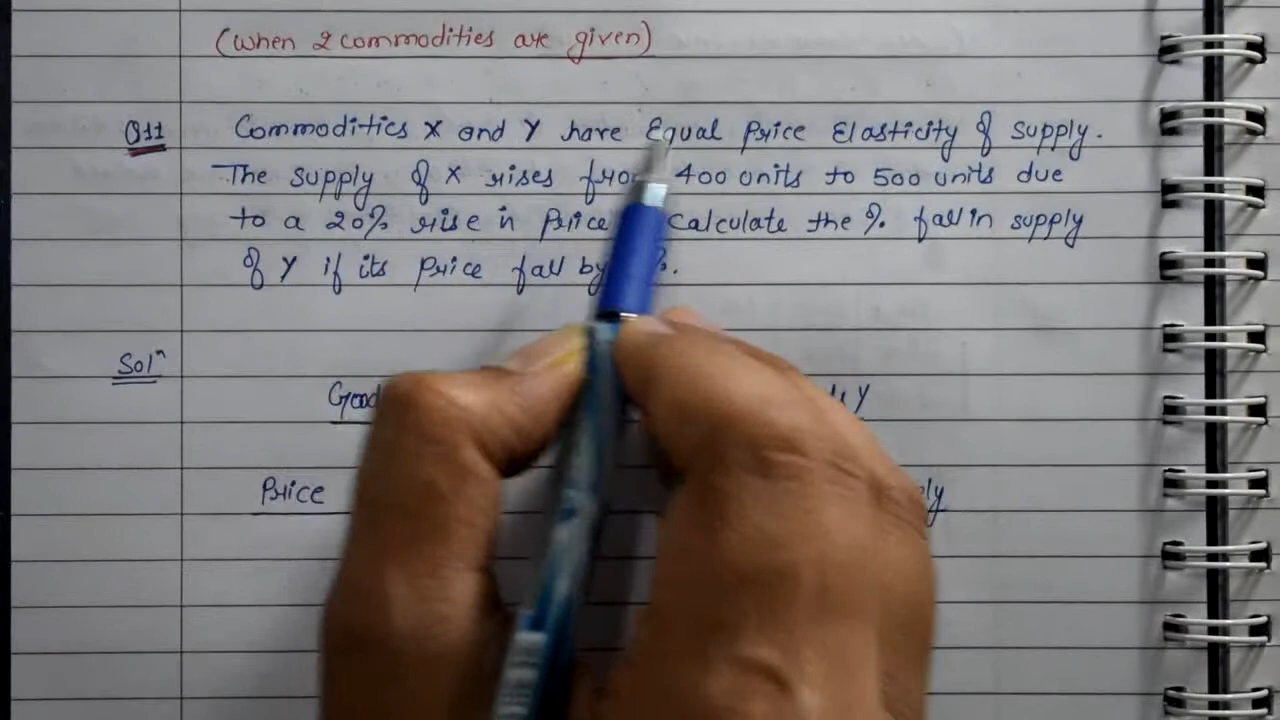 (when 2 commodities are given)
Q11 Commodities X and Y have Equal Price Elasticity of supply.
The supply of X rises from 400 units to 500 units due
to a 20% rise in Price calculate the % fall in supply
of Y if its Price fall by
Solⁿ
Y
Price